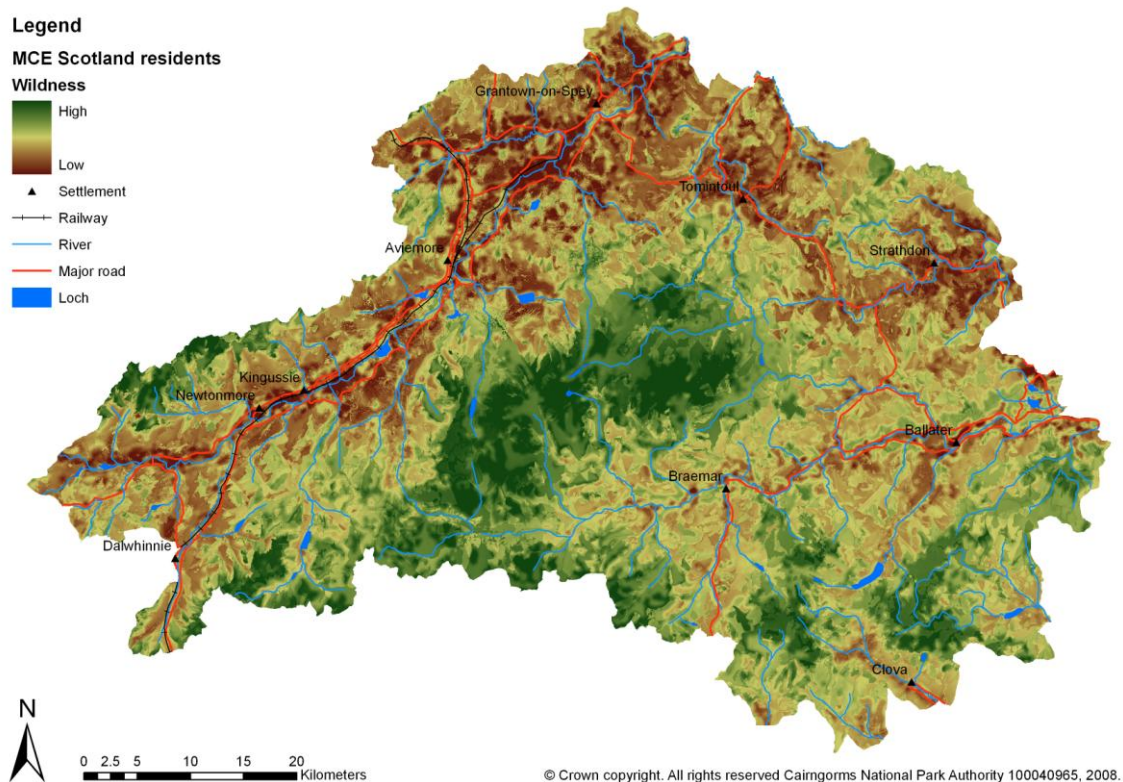 Legend
MCE Scotland residents
Wildness
High
Low
Settlement
Railway
River
Major road
Loch
Grantown-on-Spey
Tomintoul
Aviemore
Strathdon
Kingussie
Newtonmore
Ballater
Braemar
Dalwhinnie
Clova
N
0 2.5 5 10 15 20
Kilometers
© Crown copyright. All rights reserved Cairngorms National Park Authority 100040965, 2008.